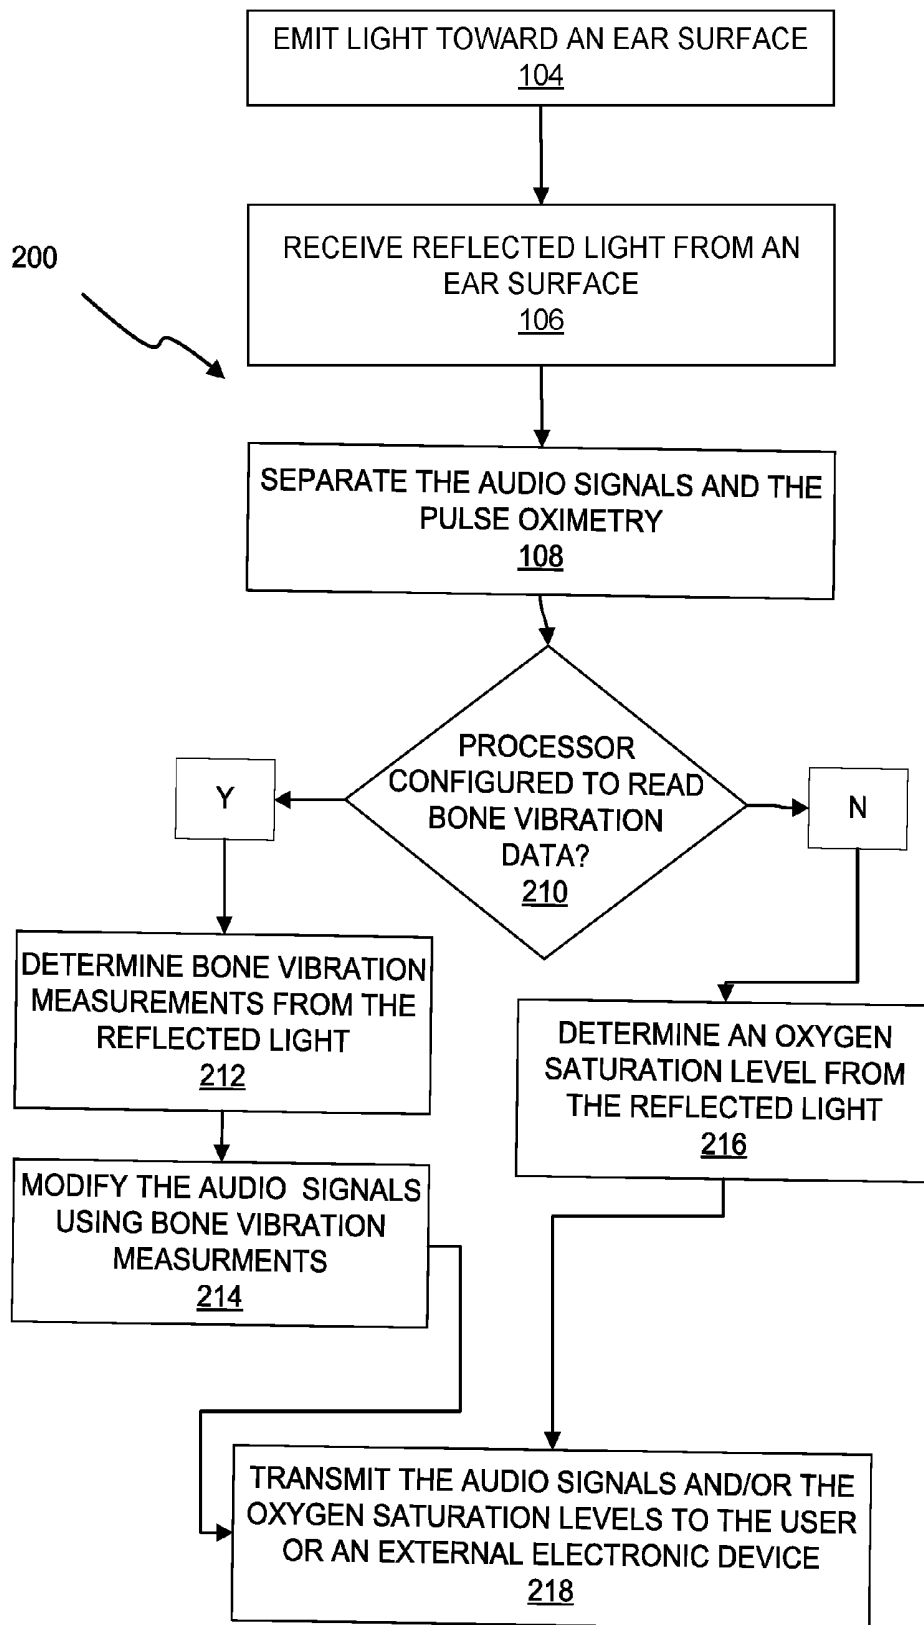 EMIT LIGHT TOWARD AN EAR SURFACE
104
200
RECEIVE REFLECTED LIGHT FROM AN
EAR SURFACE
106
SEPARATE THE AUDIO SIGNALS AND THE
PULSE OXIMETRY
108
PROCESSOR
CONFIGURED TO READ
BONE VIBRATION
DATA?
210
Y
N
DETERMINE BONE VIBRATION
MEASUREMENTS FROM THE
REFLECTED LIGHT
212
DETERMINE AN OXYGEN
SATURATION LEVEL FROM
THE REFLECTED LIGHT
216
MODIFY THE AUDIO SIGNALS
USING BONE VIBRATION
MEASURMENTS
214
TRANSMIT THE AUDIO SIGNALS AND/OR THE
OXYGEN SATURATION LEVELS TO THE USER
OR AN EXTERNAL ELECTRONIC DEVICE
218